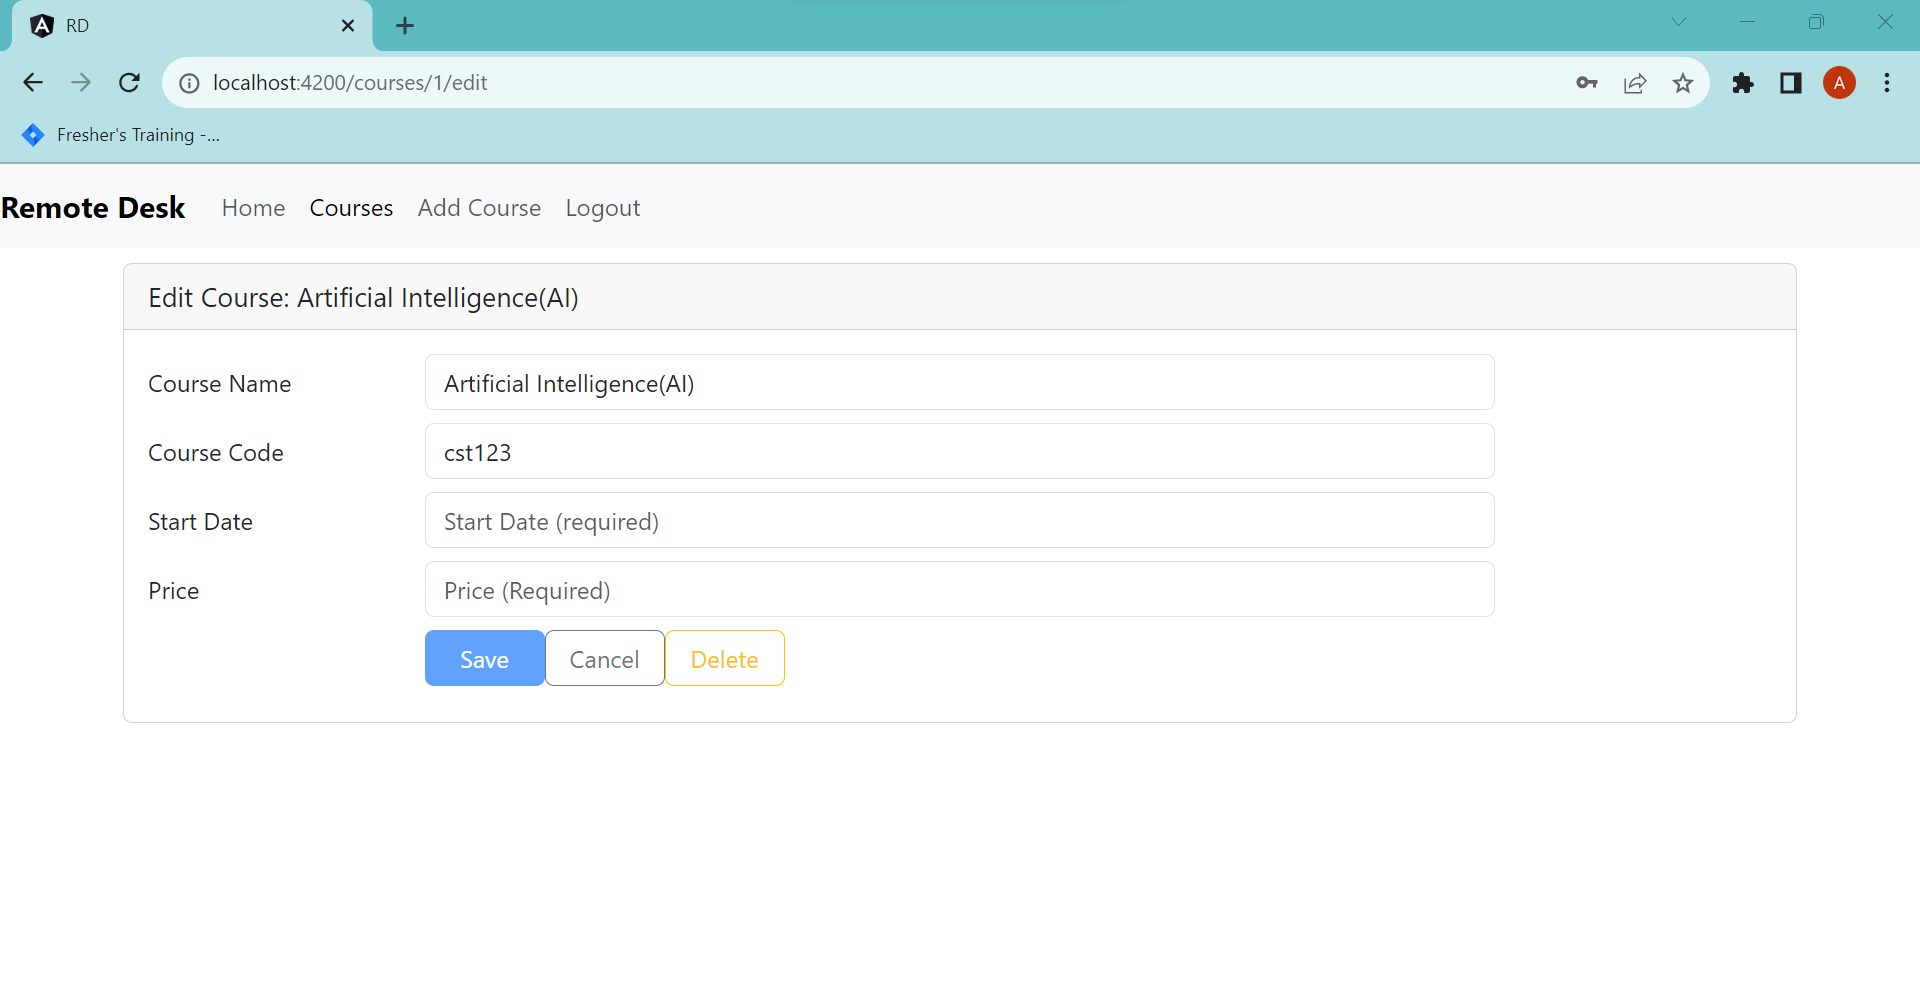 RD
localhost:4200/courses/1/edit
A
Fresher's Training -...
Remote Desk Home Courses Add Course Logout
Edit Course: Artificial Intelligence(AI)
Course Name Artificial Intelligence(AI)
Course Code cst123
Start Date Start Date (required)
Price Price (Required)
Save Cancel Delete